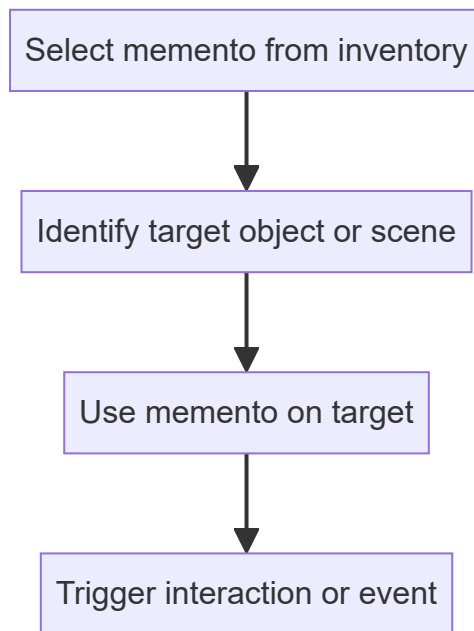 Select memento from inventory
Identify target object or scene
Use memento on target
Trigger interaction or event